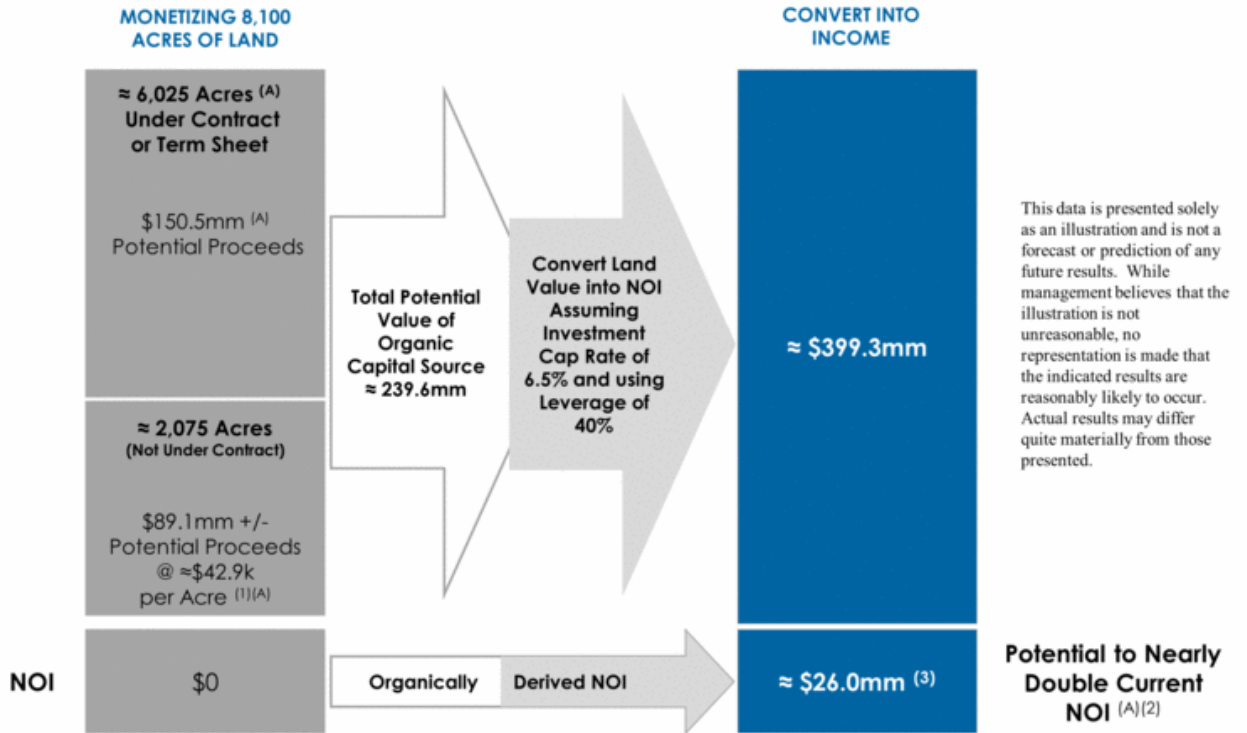 MONETIZING 8,100
ACRES OF LAND
≈ 6,025 Acres (A)
Under Contract
or Term Sheet
$150.5mm (A)
Potential Proceeds
≈ 2,075 Acres
(Not Under Contract)
$89.1mm +/-
Potential Proceeds
@ ≈$42.9k
per Acre (1)(A)
Total Potential
Value of
Organic
Capital Source
≈ 239.6mm
Convert Land
Value into NOI
Assuming
Investment
Cap Rate of
6.5% and using
Leverage of
40%
CONVERT INTO
INCOME
≈ $399.3mm
This data is presented solely
as an illustration and is not a
forecast or prediction of any
future results. While
management believes that the
illustration is not
unreasonable, no
representation is made that
the indicated results are
reasonably likely to occur.
Actual results may differ
quite materially from those
presented.
NOI
$0
Organically Derived NOI
≈ $26.0mm (3)
Potential to Nearly
Double Current
NOI (A)(2)